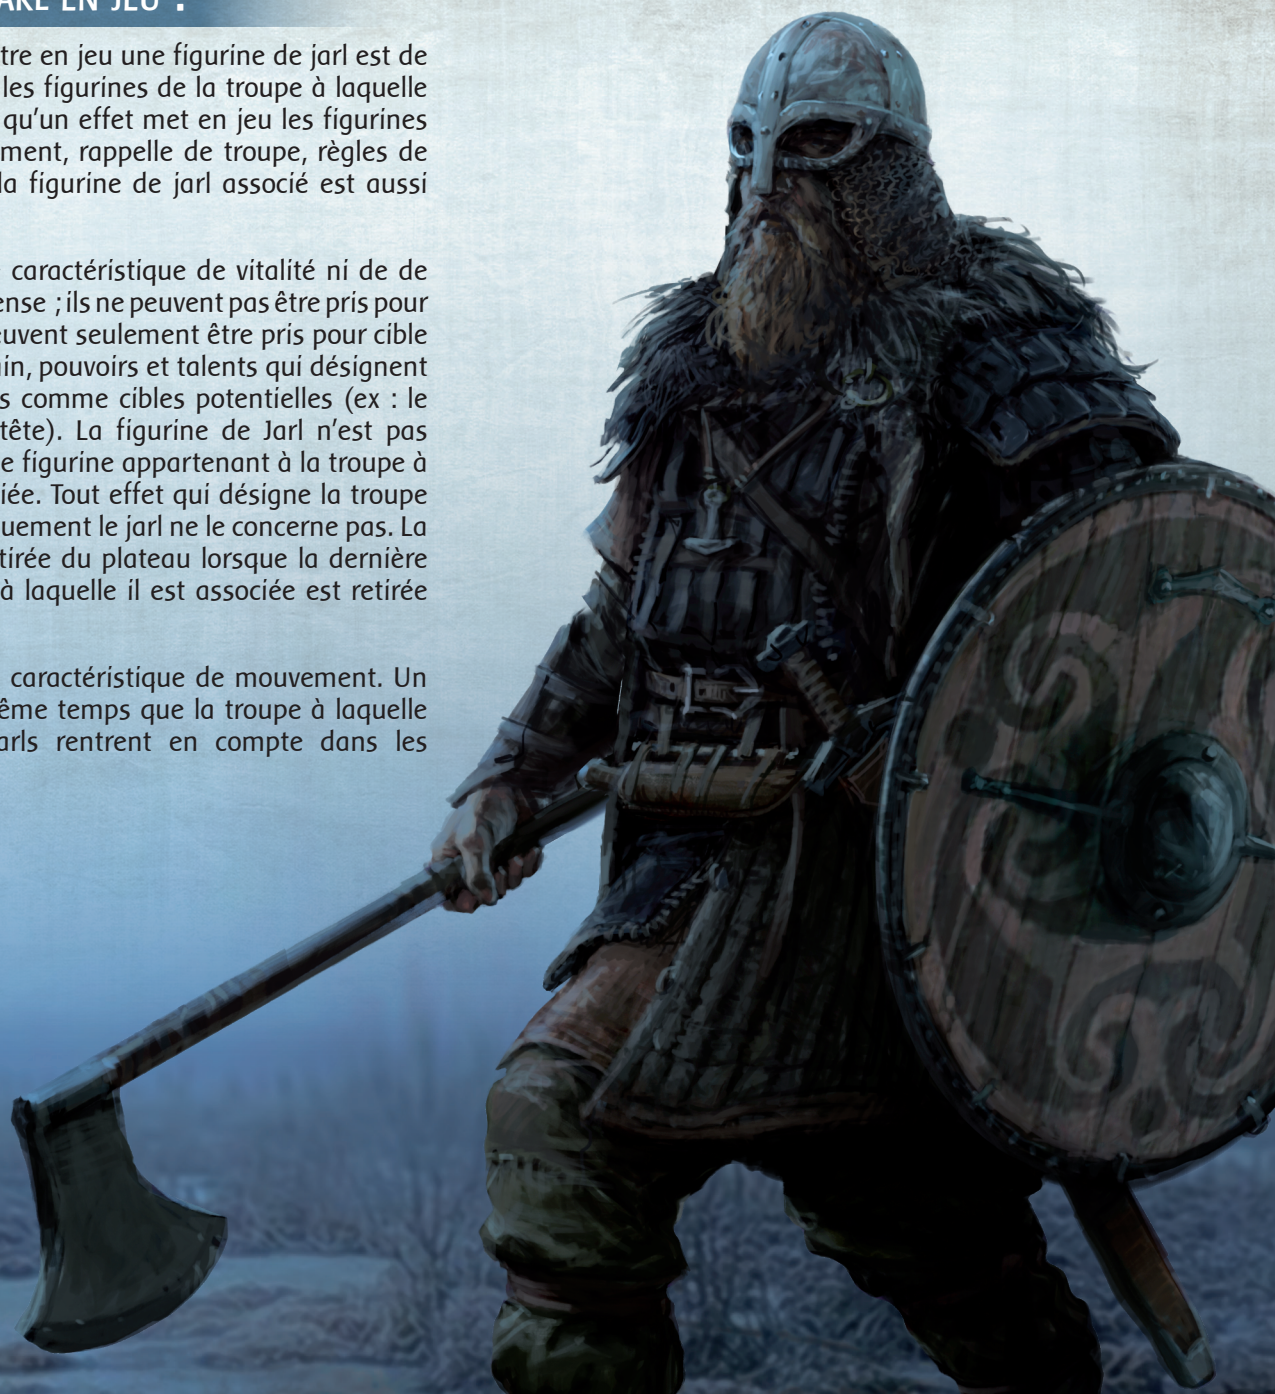 EN JEU :
tre en jeu une figurine de jarl est de
les figurines de la troupe à laquelle
qu'un effet met en jeu les figurines
ment, rappelle de troupe, règles de
la figurine de jarl associé est aussi
caractéristique de vitalité ni de de
ense ; ils ne peuvent pas être pris pour
euvent seulement être pris pour cible
in, pouvoirs et talents qui désignent
s comme cibles potentielles (ex : le
tête). La figurine de Jarl n'est pas
e figurine appartenant à la troupe à
iée. Tout effet qui désigne la troupe
uement le jarl ne le concerne pas. La
tirée du plateau lorsque la dernière
à laquelle il est associée est retirée
caractéristique de mouvement. Un
ême temps que la troupe à laquelle
arls rentrent en compte dans les